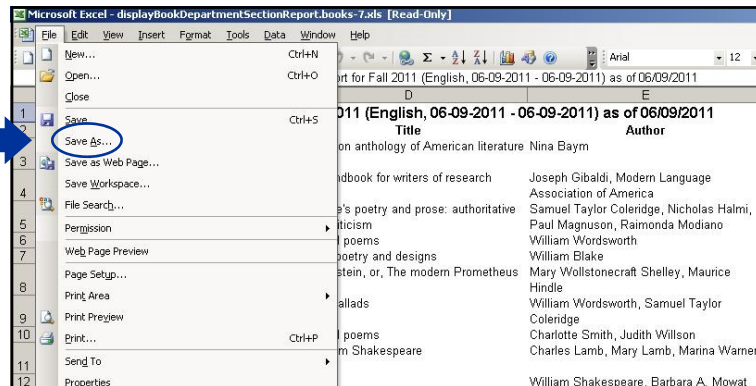 Microsoft Excel - displayBookDepartmentSectionReport.books-7.xls [Read-Only]
File Edit View Insert Format Tools Data Window Help
New... Ctrl+N
Open... Ctrl+O
Close
Save Ctrl+S
Save As...
Save as Web Page...
Save Workspace...
File Search...
Permission
Web Page Preview
Page Setup...
Print Area
Print Preview
Print... Ctrl+P
Send To
Properties
Arial 12
for Fall 2011 (English, 06-09-2011 - 06-09-2011) as of 06/09/2011
D E
1 011 (English, 06-09-2011 - 06-09-2011) as of 06/09/2011
2 Title Author
3 on anthology of American literature Nina Baym
ndbook for writers of research Joseph Gibaldi, Modern Language
4 Association of America
e's poetry and prose: authoritative Samuel Taylor Coleridge, Nicholas Halmi,
5 iticism Paul Magnuson, Raimonda Modiano
6 l poems William Wordsworth
7 poetry and designs William Blake
stein, or, The modern Prometheus Mary Wollstonecraft Shelley, Maurice
8 Hindle
allads William Wordsworth, Samuel Taylor
9 Coleridge
10 l poems Charlotte Smith, Judith Willson
m Shakespeare Charles Lamb, Mary Lamb, Marina Warner
11
12 William Shakespeare, Barbara A. Mowat